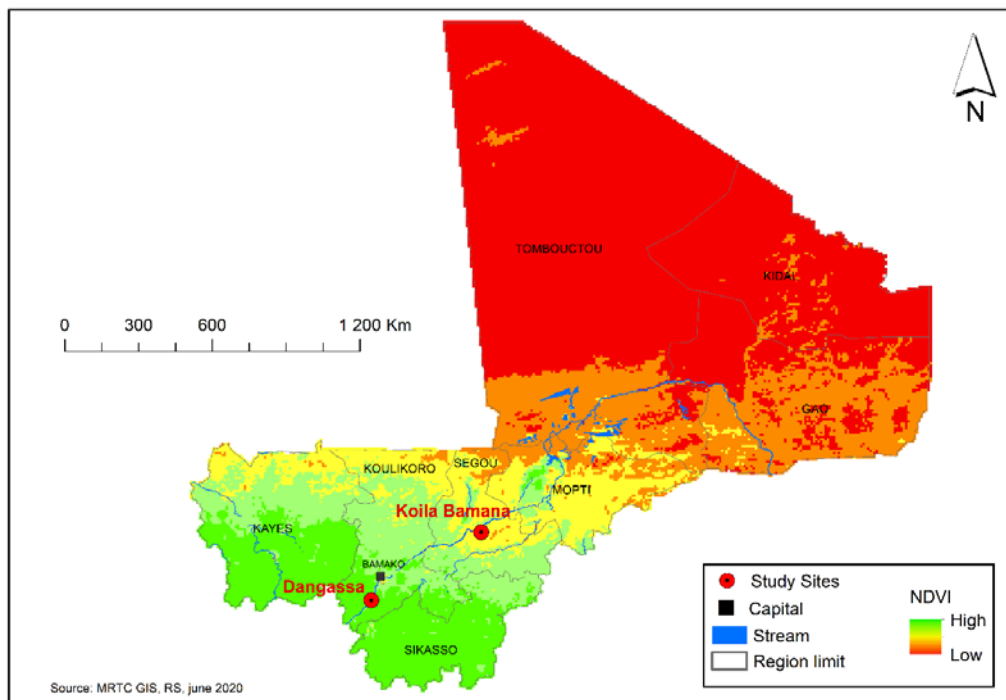 N
TOMBOUCTOU
KIDAL
0 300 600 1 200 Km
GAO
KOULIKORO
SEGOU
MOPTI
Koila Bamana
KAYES
BAMAKO
Dangassa
SIKASSO
Study Sites
Capital
Stream
Region limit
NDVI
High
Low
Source: MRTC GIS, RS, june 2020